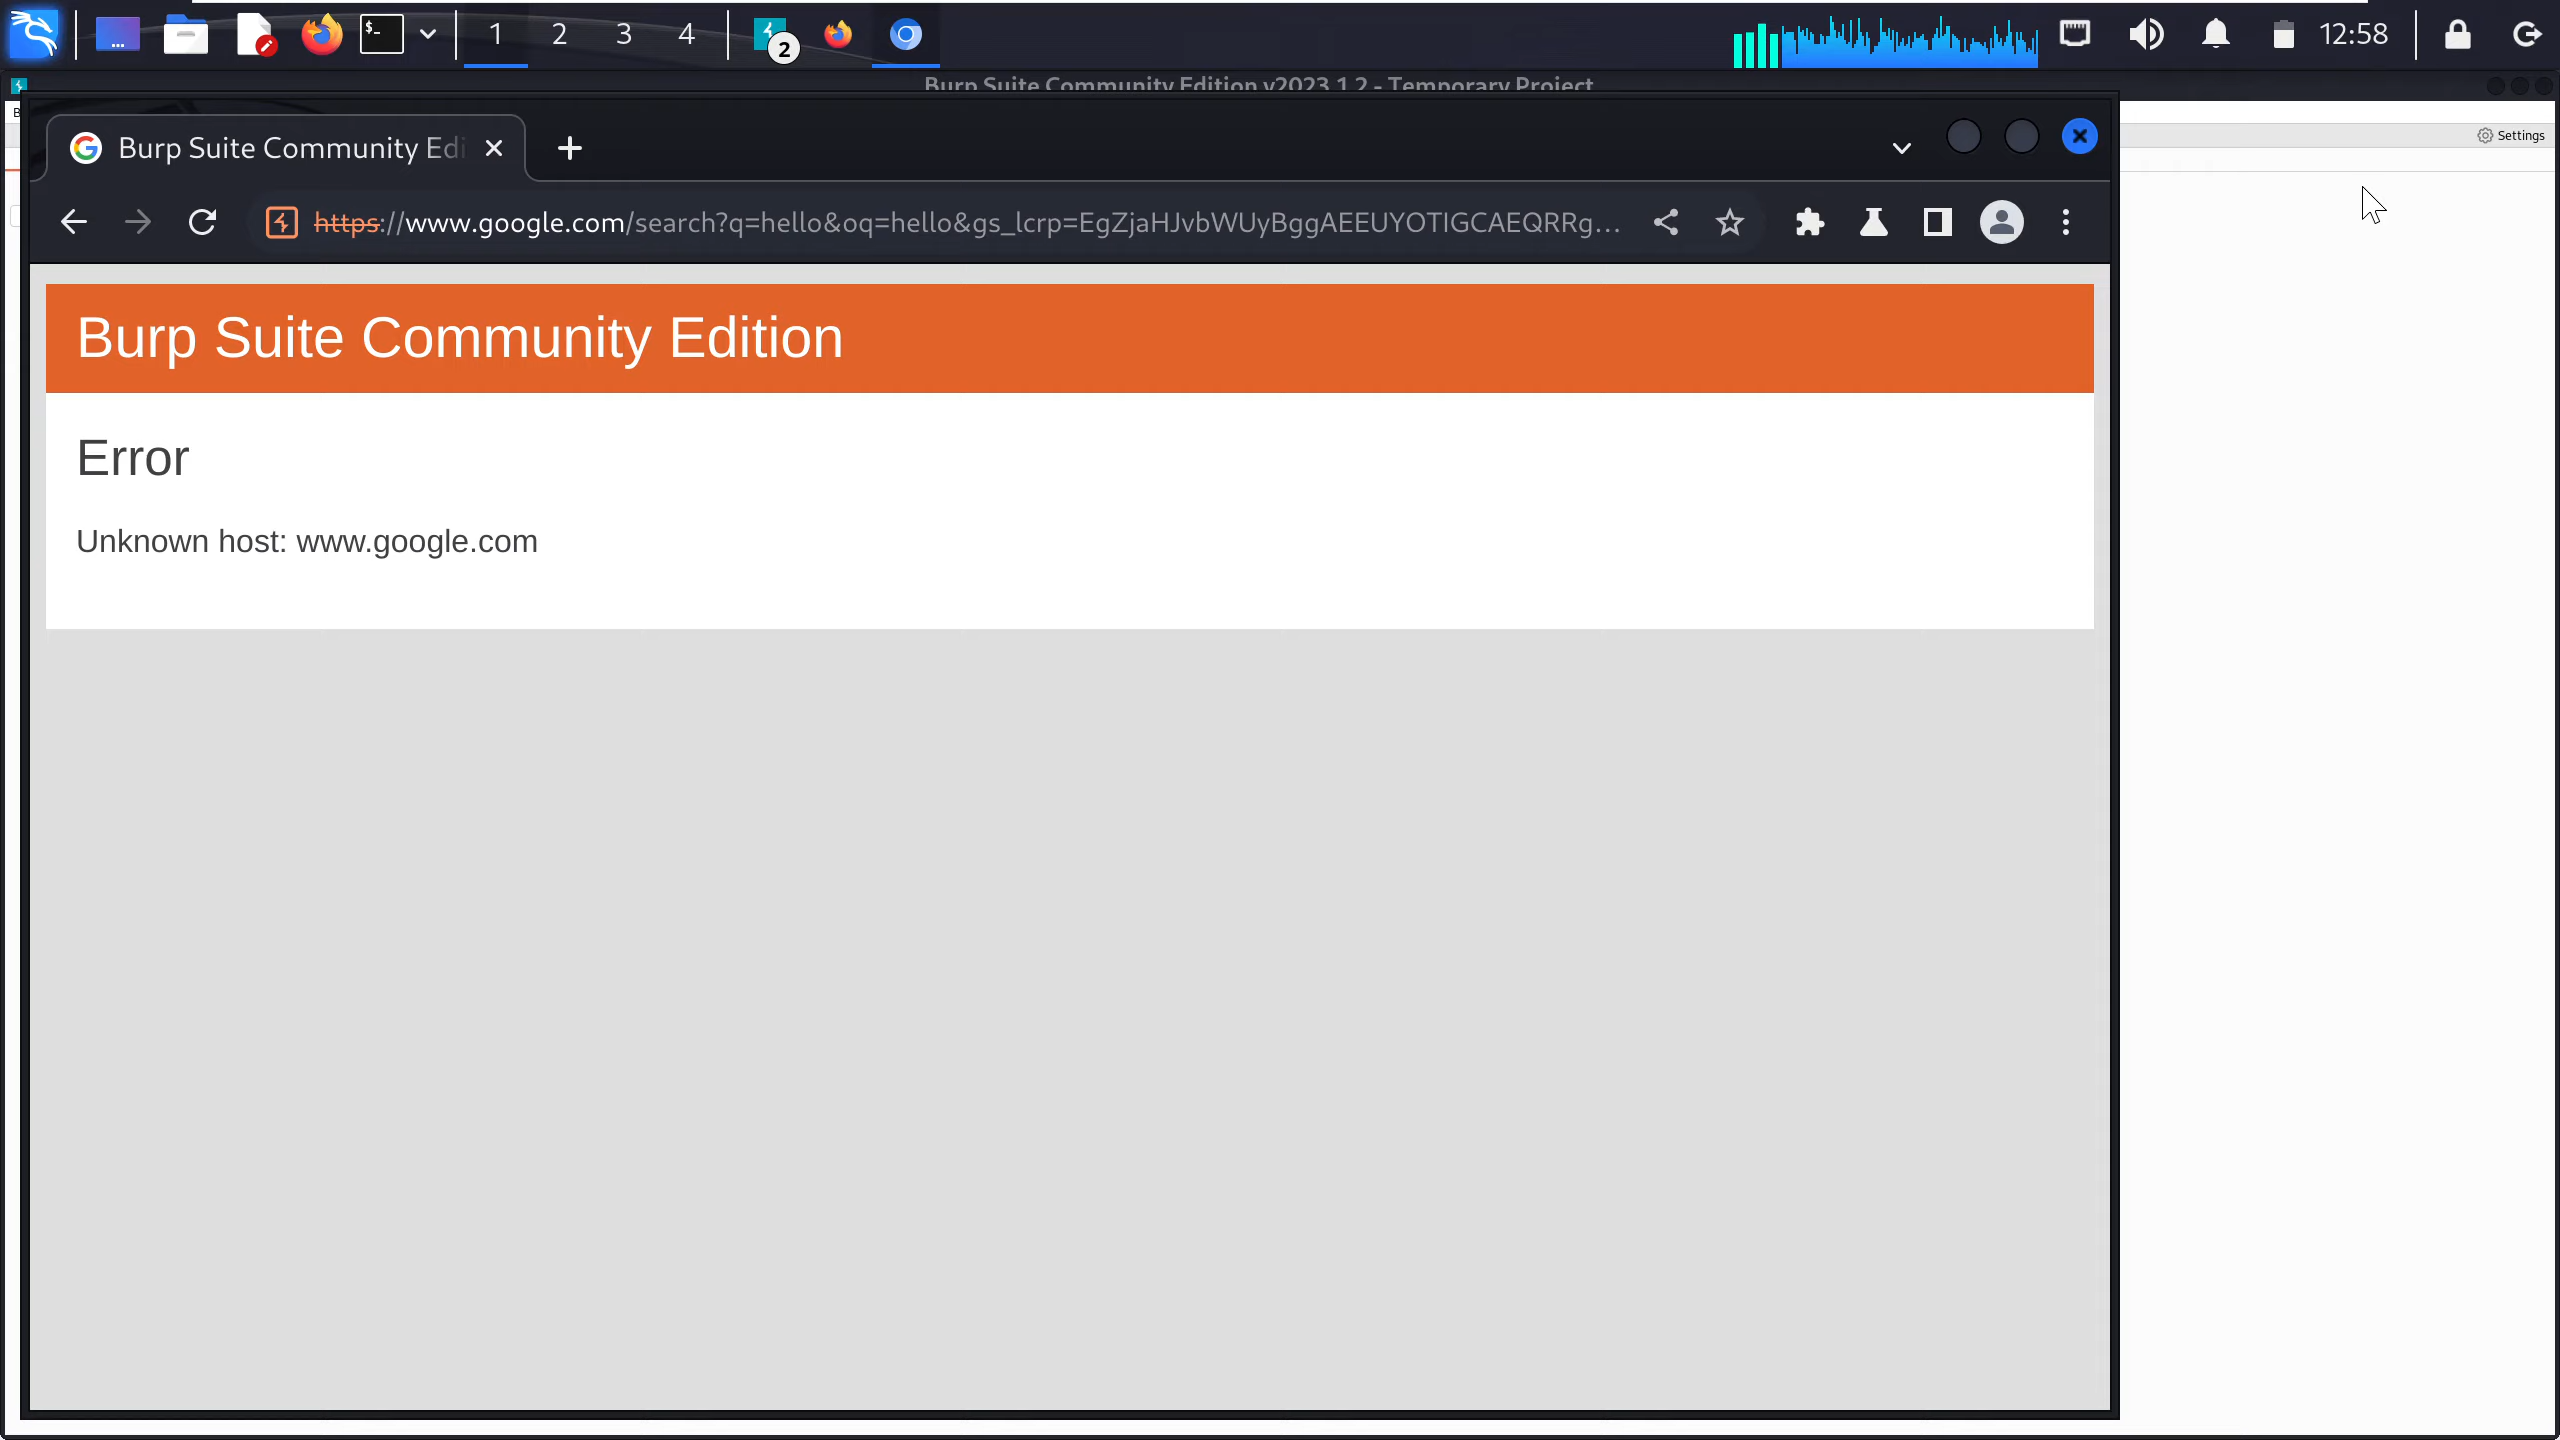 1 2 3 4 2 12:58
Burp Suite Community Edition v2023.1.2 - Temporary Project
Burp Suite Community Edi
Settings
https://www.google.com/search?q=hello&oq=hello&gs_lcrp=EgZjaHJvbWUyBggAEEUYOTIGCAEQRRg...
Burp Suite Community Edition
Error
Unknown host: www.google.com